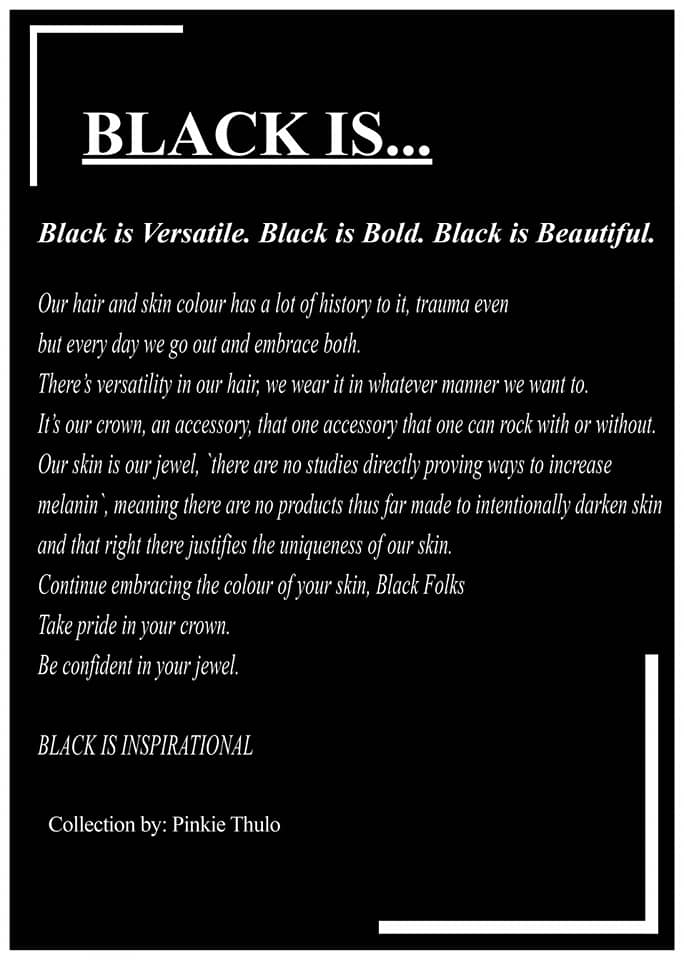 BLACK IS...
Black is Versatile. Black is Bold. Black is Beautiful.
Our hair and skin colour has a lot of history to it, trauma even
but every day we go out and embrace both.
There’s versatility in our hair, we wear it in whatever manner we want to.
It’s our crown, an accessory, that one accessory that one can rock with or without.
Our skin is our jewel, `there are no studies directly proving ways to increase
melanin`, meaning there are no products thus far made to intentionally darken skin
and that right there justifies the uniqueness of our skin.
Continue embracing the colour of your skin, Black Folks
Take pride in your crown.
Be confident in your jewel.
BLACK IS INSPIRATIONAL
Collection by: Pinkie Thulo